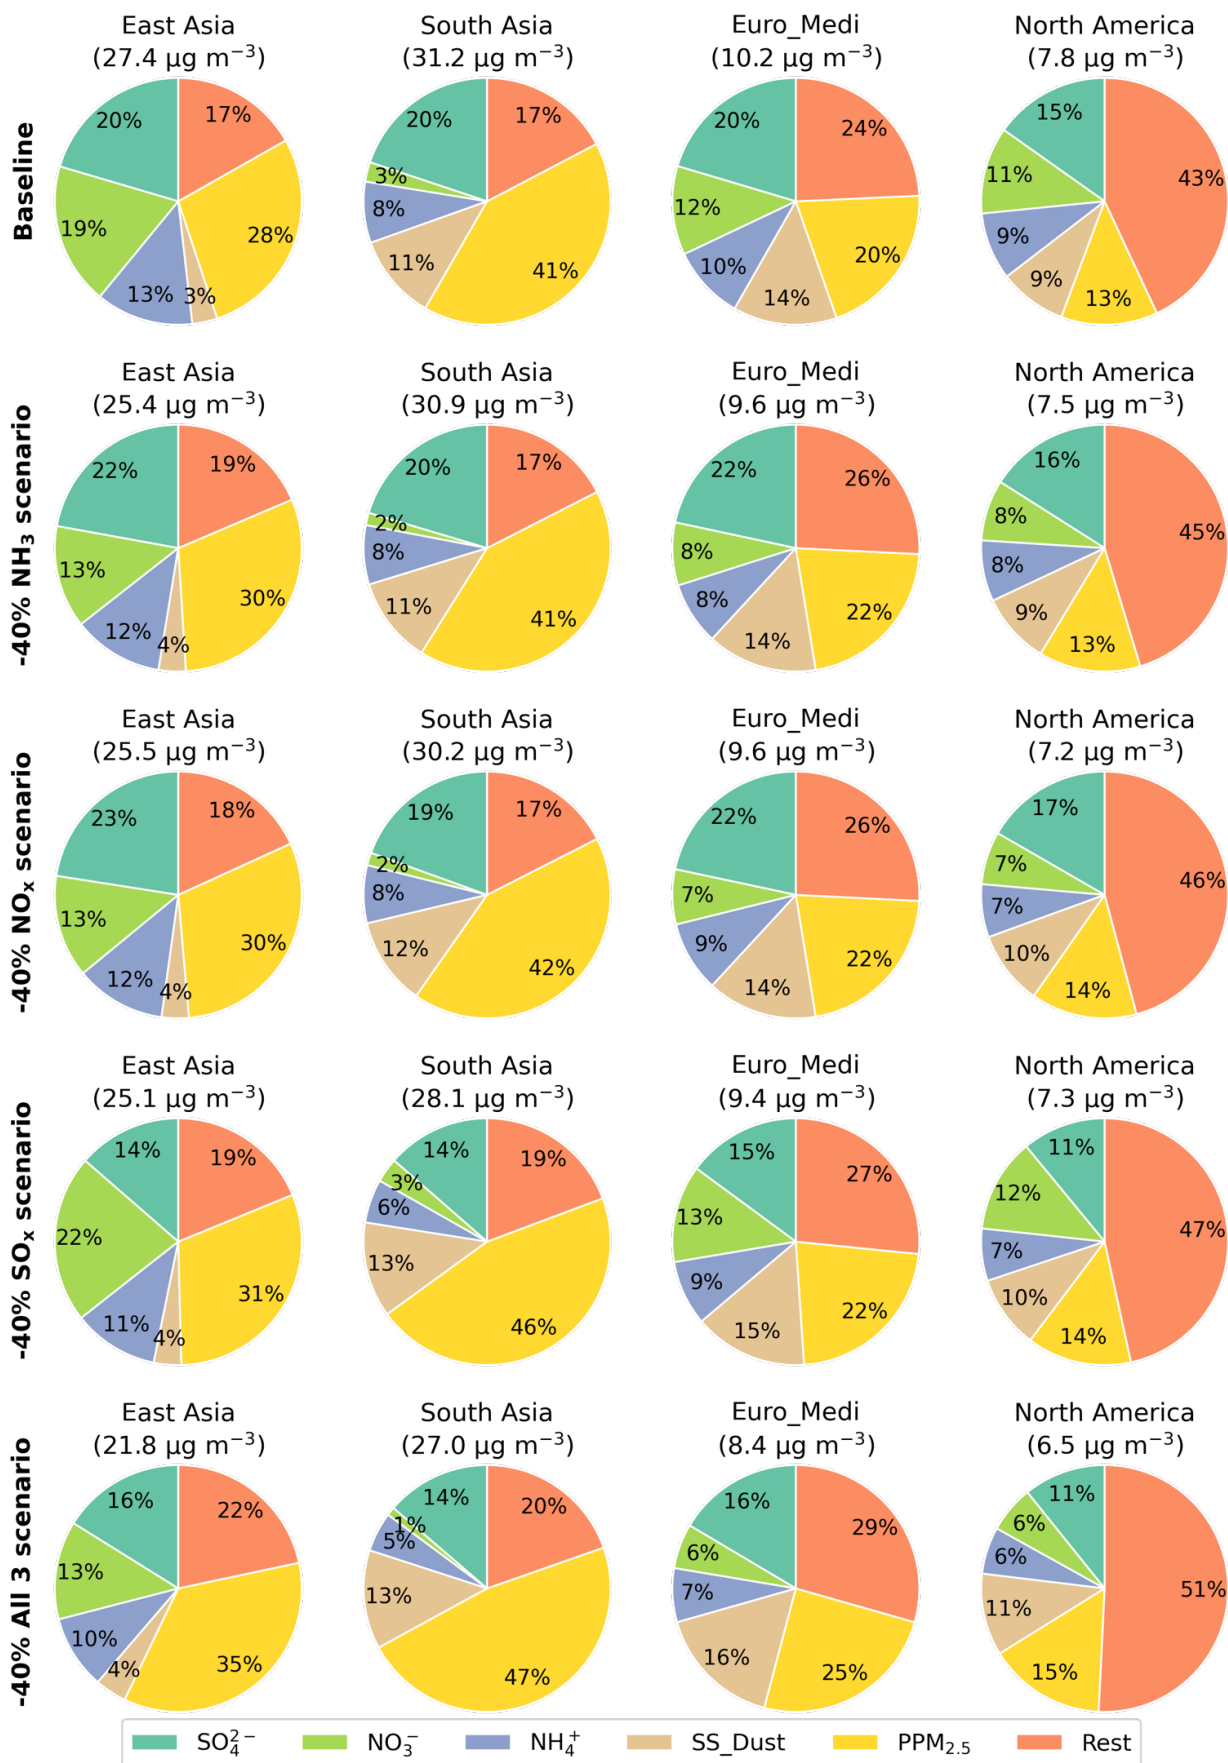 East Asia South Asia Euro_Medi North America
(27.4 µg m⁻³) (31.2 µg m⁻³) (10.2 µg m⁻³) (7.8 µg m⁻³)
Baseline
20% 17% 28% 3% 13% 19%
20% 17% 41% 11% 8% 3%
20% 24% 20% 14% 10% 12%
15% 43% 13% 9% 9% 11%
East Asia South Asia Euro_Medi North America
(25.4 µg m⁻³) (30.9 µg m⁻³) (9.6 µg m⁻³) (7.5 µg m⁻³)
-40% NH₃ scenario
22% 19% 30% 4% 12% 13%
20% 17% 41% 11% 8% 2%
22% 26% 22% 14% 8% 8%
16% 45% 13% 9% 8% 8%
East Asia South Asia Euro_Medi North America
(25.5 µg m⁻³) (30.2 µg m⁻³) (9.6 µg m⁻³) (7.2 µg m⁻³)
-40% NOₓ scenario
23% 18% 30% 4% 12% 13%
19% 17% 42% 12% 8% 2%
22% 26% 22% 14% 9% 7%
17% 46% 14% 10% 7% 7%
East Asia South Asia Euro_Medi North America
(25.1 µg m⁻³) (28.1 µg m⁻³) (9.4 µg m⁻³) (7.3 µg m⁻³)
-40% SOₓ scenario
14% 19% 31% 4% 11% 22%
14% 19% 46% 13% 6% 3%
15% 27% 22% 15% 9% 13%
11% 47% 14% 10% 7% 12%
East Asia South Asia Euro_Medi North America
(21.8 µg m⁻³) (27.0 µg m⁻³) (8.4 µg m⁻³) (6.5 µg m⁻³)
-40% All 3 scenario
16% 22% 35% 4% 10% 13%
14% 20% 47% 13% 5% 1%
16% 29% 25% 16% 7% 6%
11% 51% 15% 11% 6% 6%
SO₄²⁻ NO₃⁻ NH₄⁺ SS_Dust PPM₂.₅ Rest